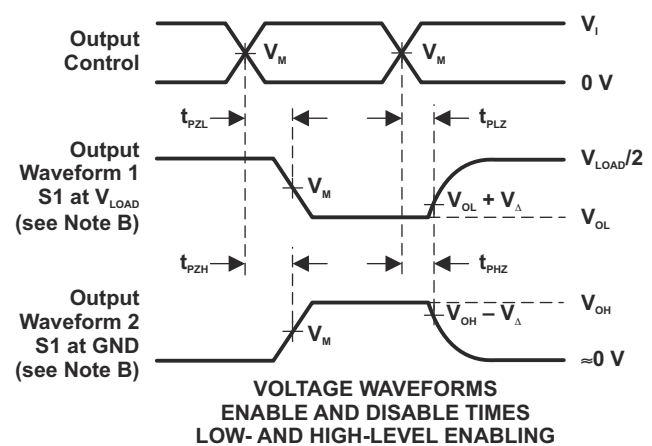 Output
Control
V_M
V_M
V_I
0 V
t_PZL
t_PLZ
Output
Waveform 1
S1 at V_LOAD
(see Note B)
V_M
V_LOAD/2
V_OL + V_Δ
V_OL
t_PZH
t_PHZ
Output
Waveform 2
S1 at GND
(see Note B)
V_M
V_OH
V_OH – V_Δ
≈0 V
VOLTAGE WAVEFORMS
ENABLE AND DISABLE TIMES
LOW- AND HIGH-LEVEL ENABLING